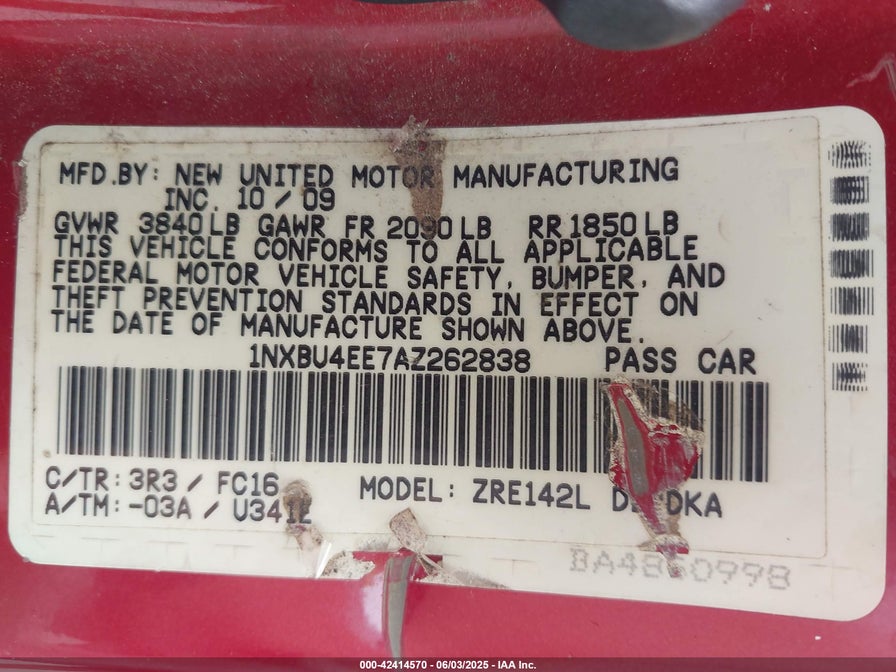 MFD.BY: NEW UNITED MOTOR MANUFACTURING
INC. 10 / 09
GVWR 3840 LB GAWR FR 2090 LB RR 1850 LB
THIS VEHICLE CONFORMS TO ALL APPLICABLE
FEDERAL MOTOR VEHICLE SAFETY, BUMPER, AND
THEFT PREVENTION STANDARDS IN EFFECT ON
THE DATE OF MANUFACTURE SHOWN ABOVE.
1NXBU4EE7AZ262838 PASS CAR
C/TR: 3R3 / FC16
A/TM: -03A / U341E
MODEL: ZRE142L
000-42414570 - 06/03/2025 - IAA Inc.